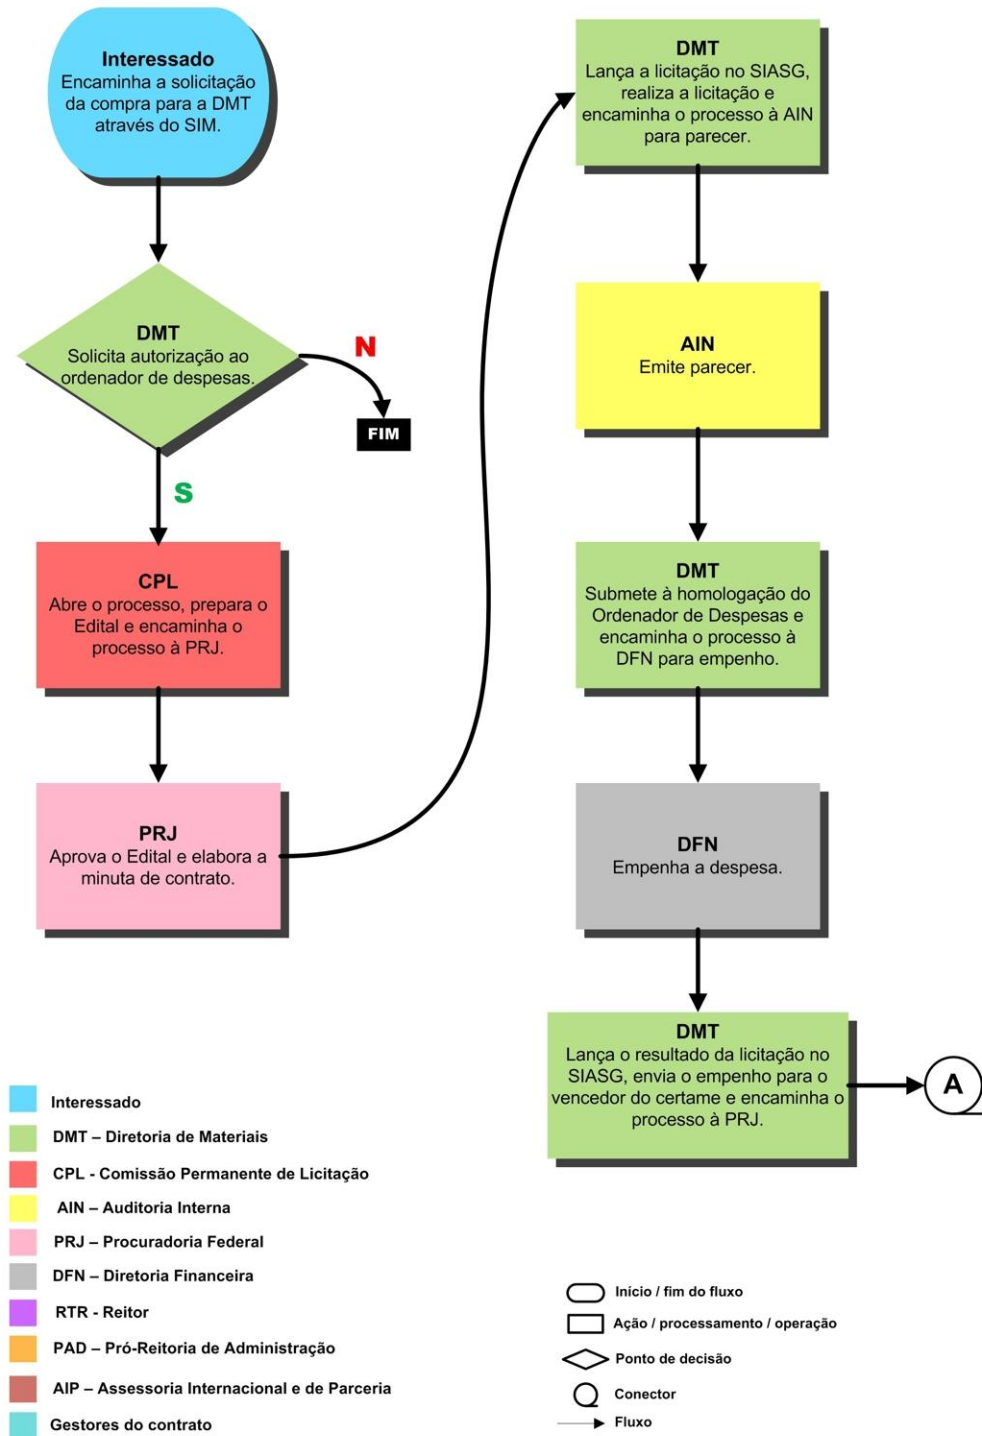 Interessado
Encaminha a solicitação
da compra para a DMT
através do SIM.
DMT
Solicita autorização ao
ordenador de despesas.
N
FIM
S
CPL
Abre o processo, prepara o
Edital e encaminha o
processo à PRJ.
PRJ
Aprova o Edital e elabora a
minuta de contrato.
DMT
Lança a licitação no SIASG,
realiza a licitação e
encaminha o processo à AIN
para parecer.
AIN
Emite parecer.
DMT
Submete à homologação do
Ordenador de Despesas e
encaminha o processo à
DFN para empenho.
DFN
Empenha a despesa.
DMT
Lança o resultado da licitação no
SIASG, envia o empenho para o
vencedor do certame e encaminha o
processo à PRJ.
A
Interessado
DMT – Diretoria de Materiais
CPL - Comissão Permanente de Licitação
AIN – Auditoria Interna
PRJ – Procuradoria Federal
DFN – Diretoria Financeira
RTR - Reitor
PAD – Pró-Reitoria de Administração
AIP – Assessoria Internacional e de Parceria
Gestores do contrato
Início / fim do fluxo
Ação / processamento / operação
Ponto de decisão
Conector
Fluxo